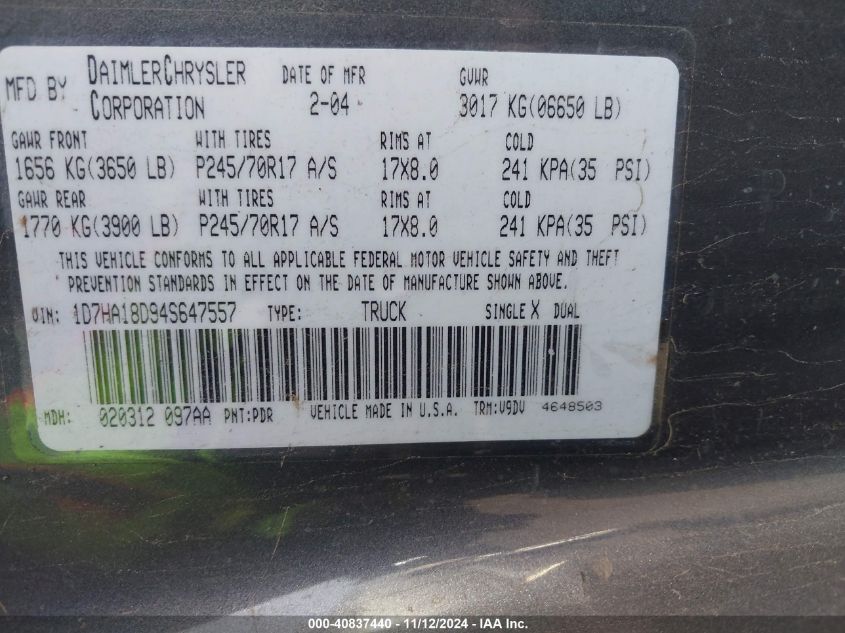 MFD BY DAIMLERCHRYSLER CORPORATION DATE OF MFR 2-04 GVWR 3017 KG(06650 LB)
GAWR FRONT WITH TIRES RIMS AT COLD
1656 KG(3650 LB) P245/70R17 A/S 17X8.0 241 KPA(35 PSI)
GAWR REAR WITH TIRES RIMS AT COLD
1770 KG(3900 LB) P245/70R17 A/S 17X8.0 241 KPA(35 PSI)
THIS VEHICLE CONFORMS TO ALL APPLICABLE FEDERAL MOTOR VEHICLE SAFETY AND THEFT
PREVENTION STANDARDS IN EFFECT ON THE DATE OF MANUFACTURE SHOWN ABOVE.
VIN: 1D7HA18D94S647557 TYPE: TRUCK SINGLE X DUAL
MDH: 020312 097AA PNT:PDR VEHICLE MADE IN U.S.A. TRM:V9DV 4648503
000-40837440 - 11/12/2024 - IAA Inc.